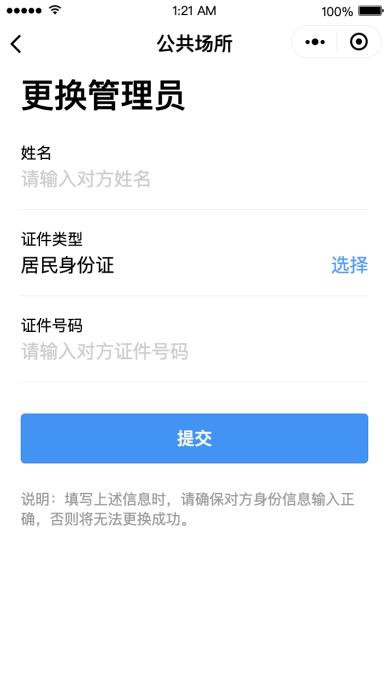 1:21 AM
100%
公共场所
更换管理员
姓名
请输入对方姓名
证件类型
居民身份证 选择
证件号码
请输入对方证件号码
提交
说明：填写上述信息时，请确保对方身份信息输入正
确，否则将无法更换成功。